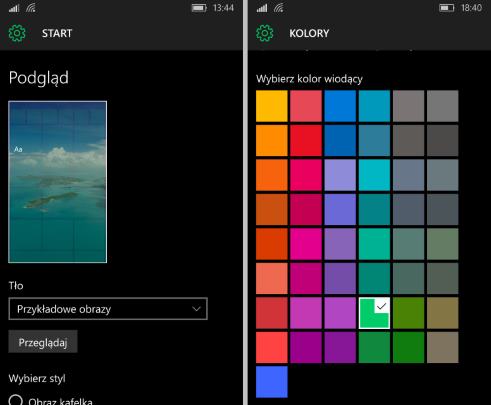 13:44
START
Podgląd
Aa
Tło
Przykładowe obrazy
Przeglądaj
Wybierz styl
Obraz kafelka
18:40
KOLORY
Wybierz kolor wiodący